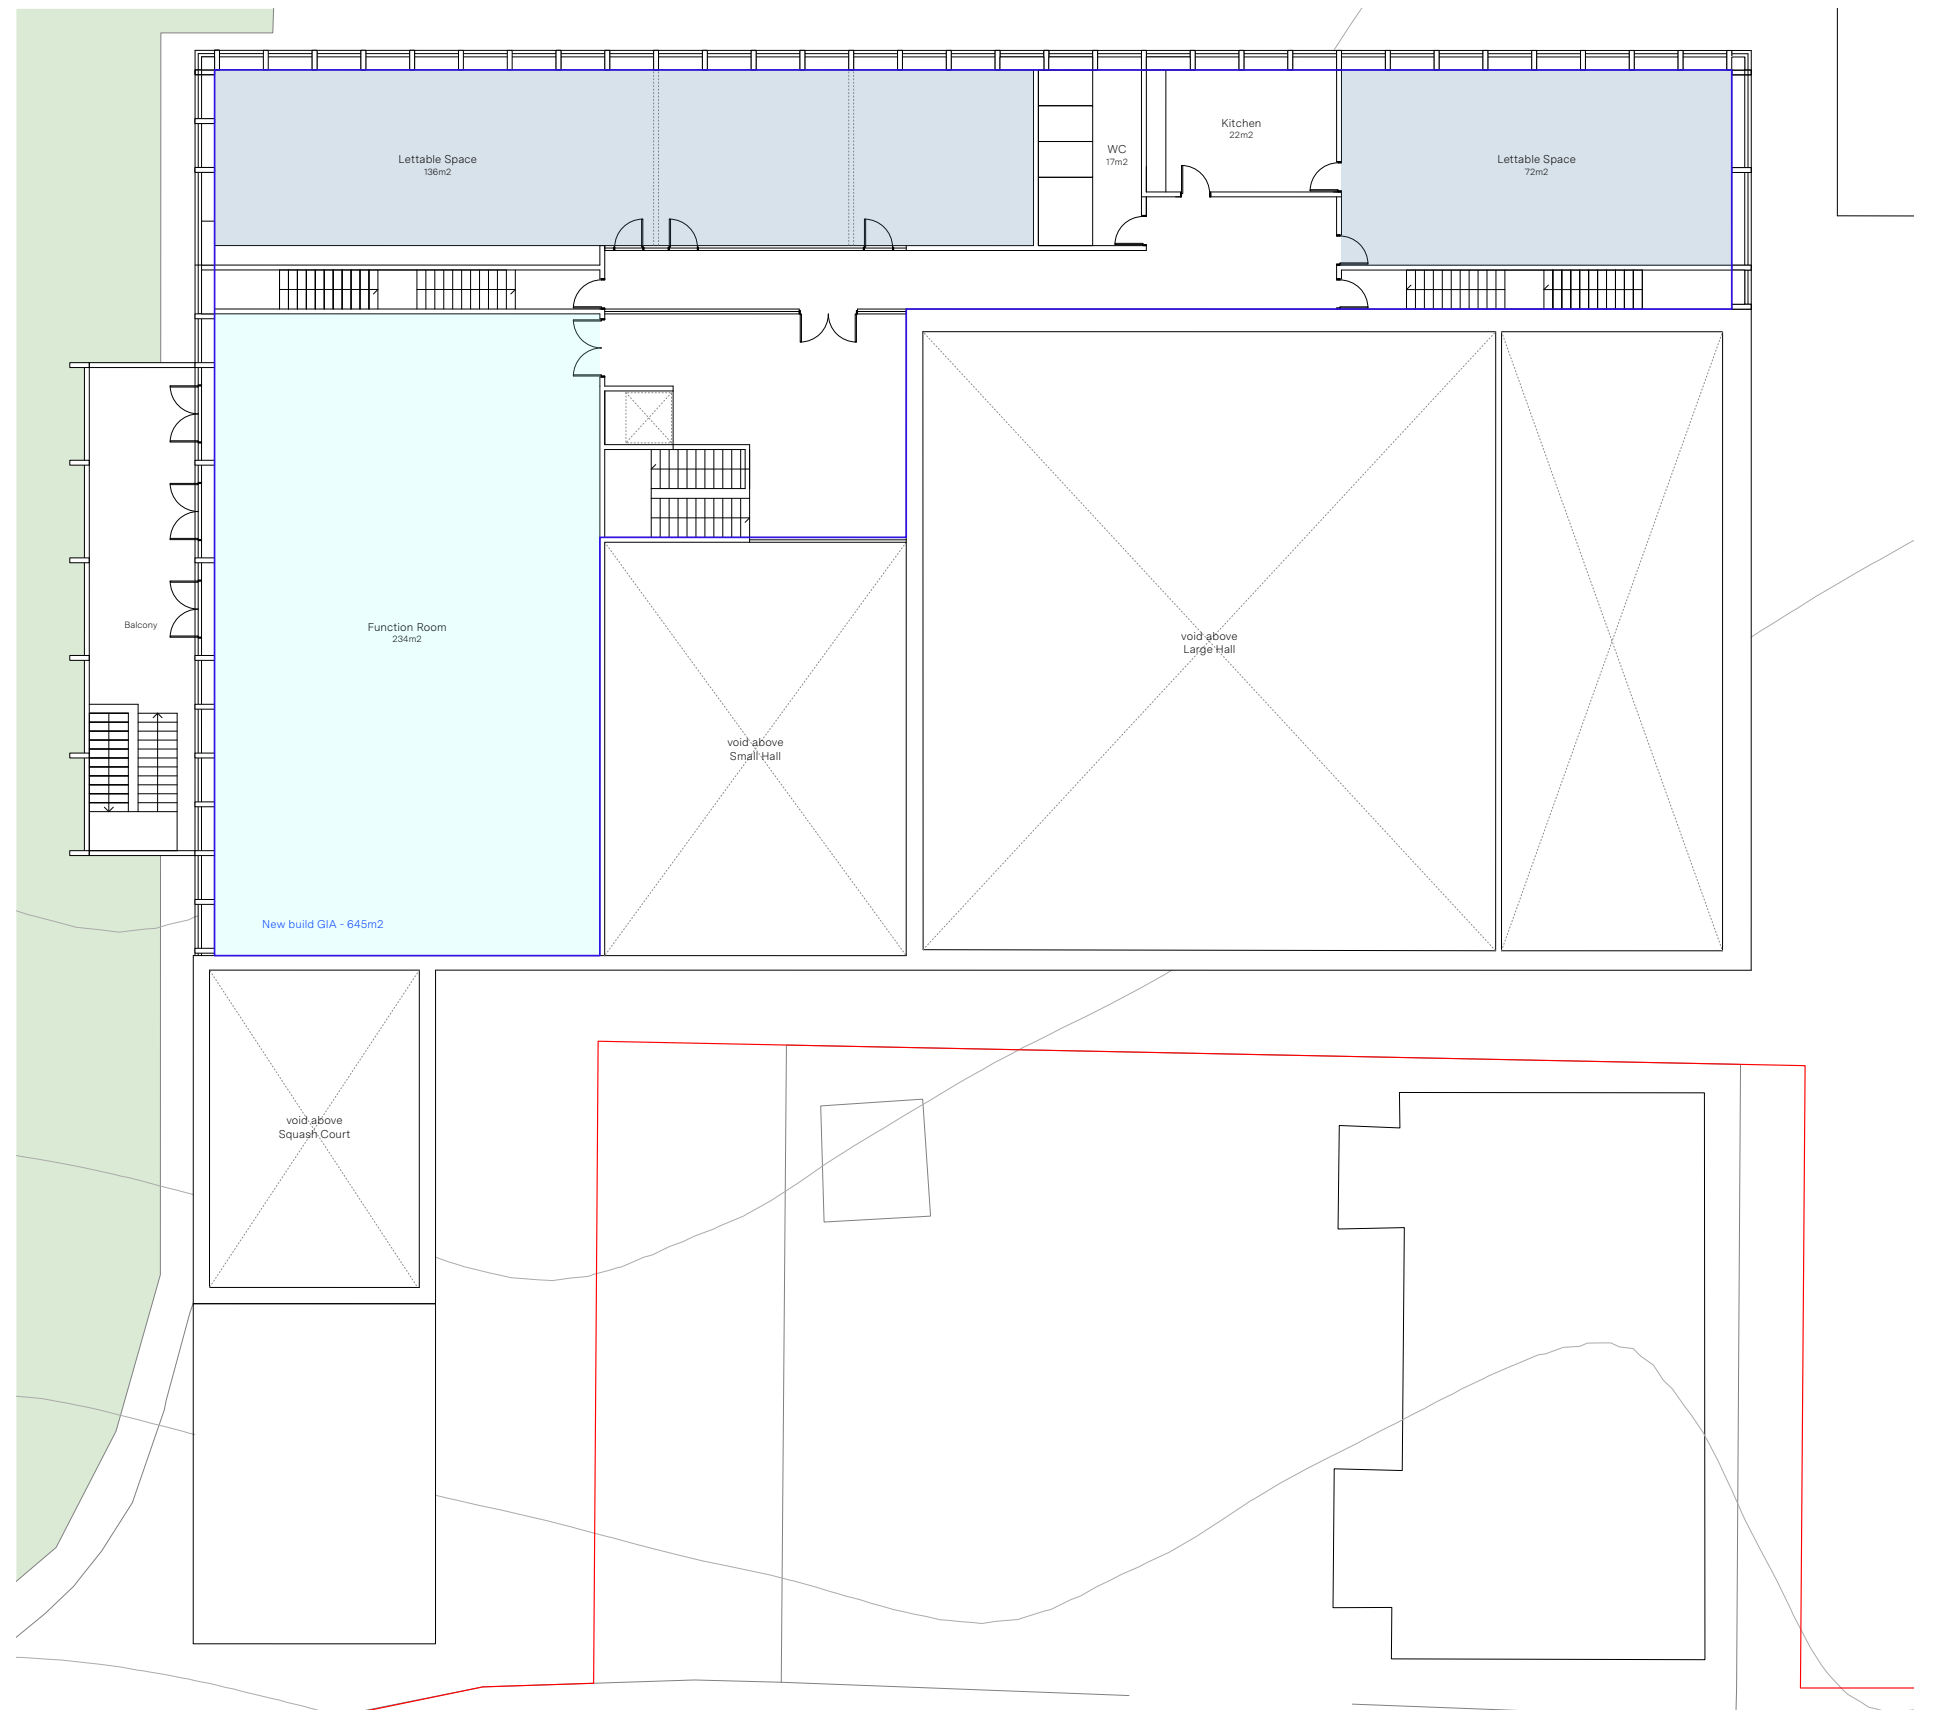 Lettable Space
136m2
WC
17m2
Kitchen
22m2
Lettable Space
72m2
Balcony
Function Room
234m2
void above
Large Hall
void above
Small Hall
New build GIA - 645m2
void above
Squash Court